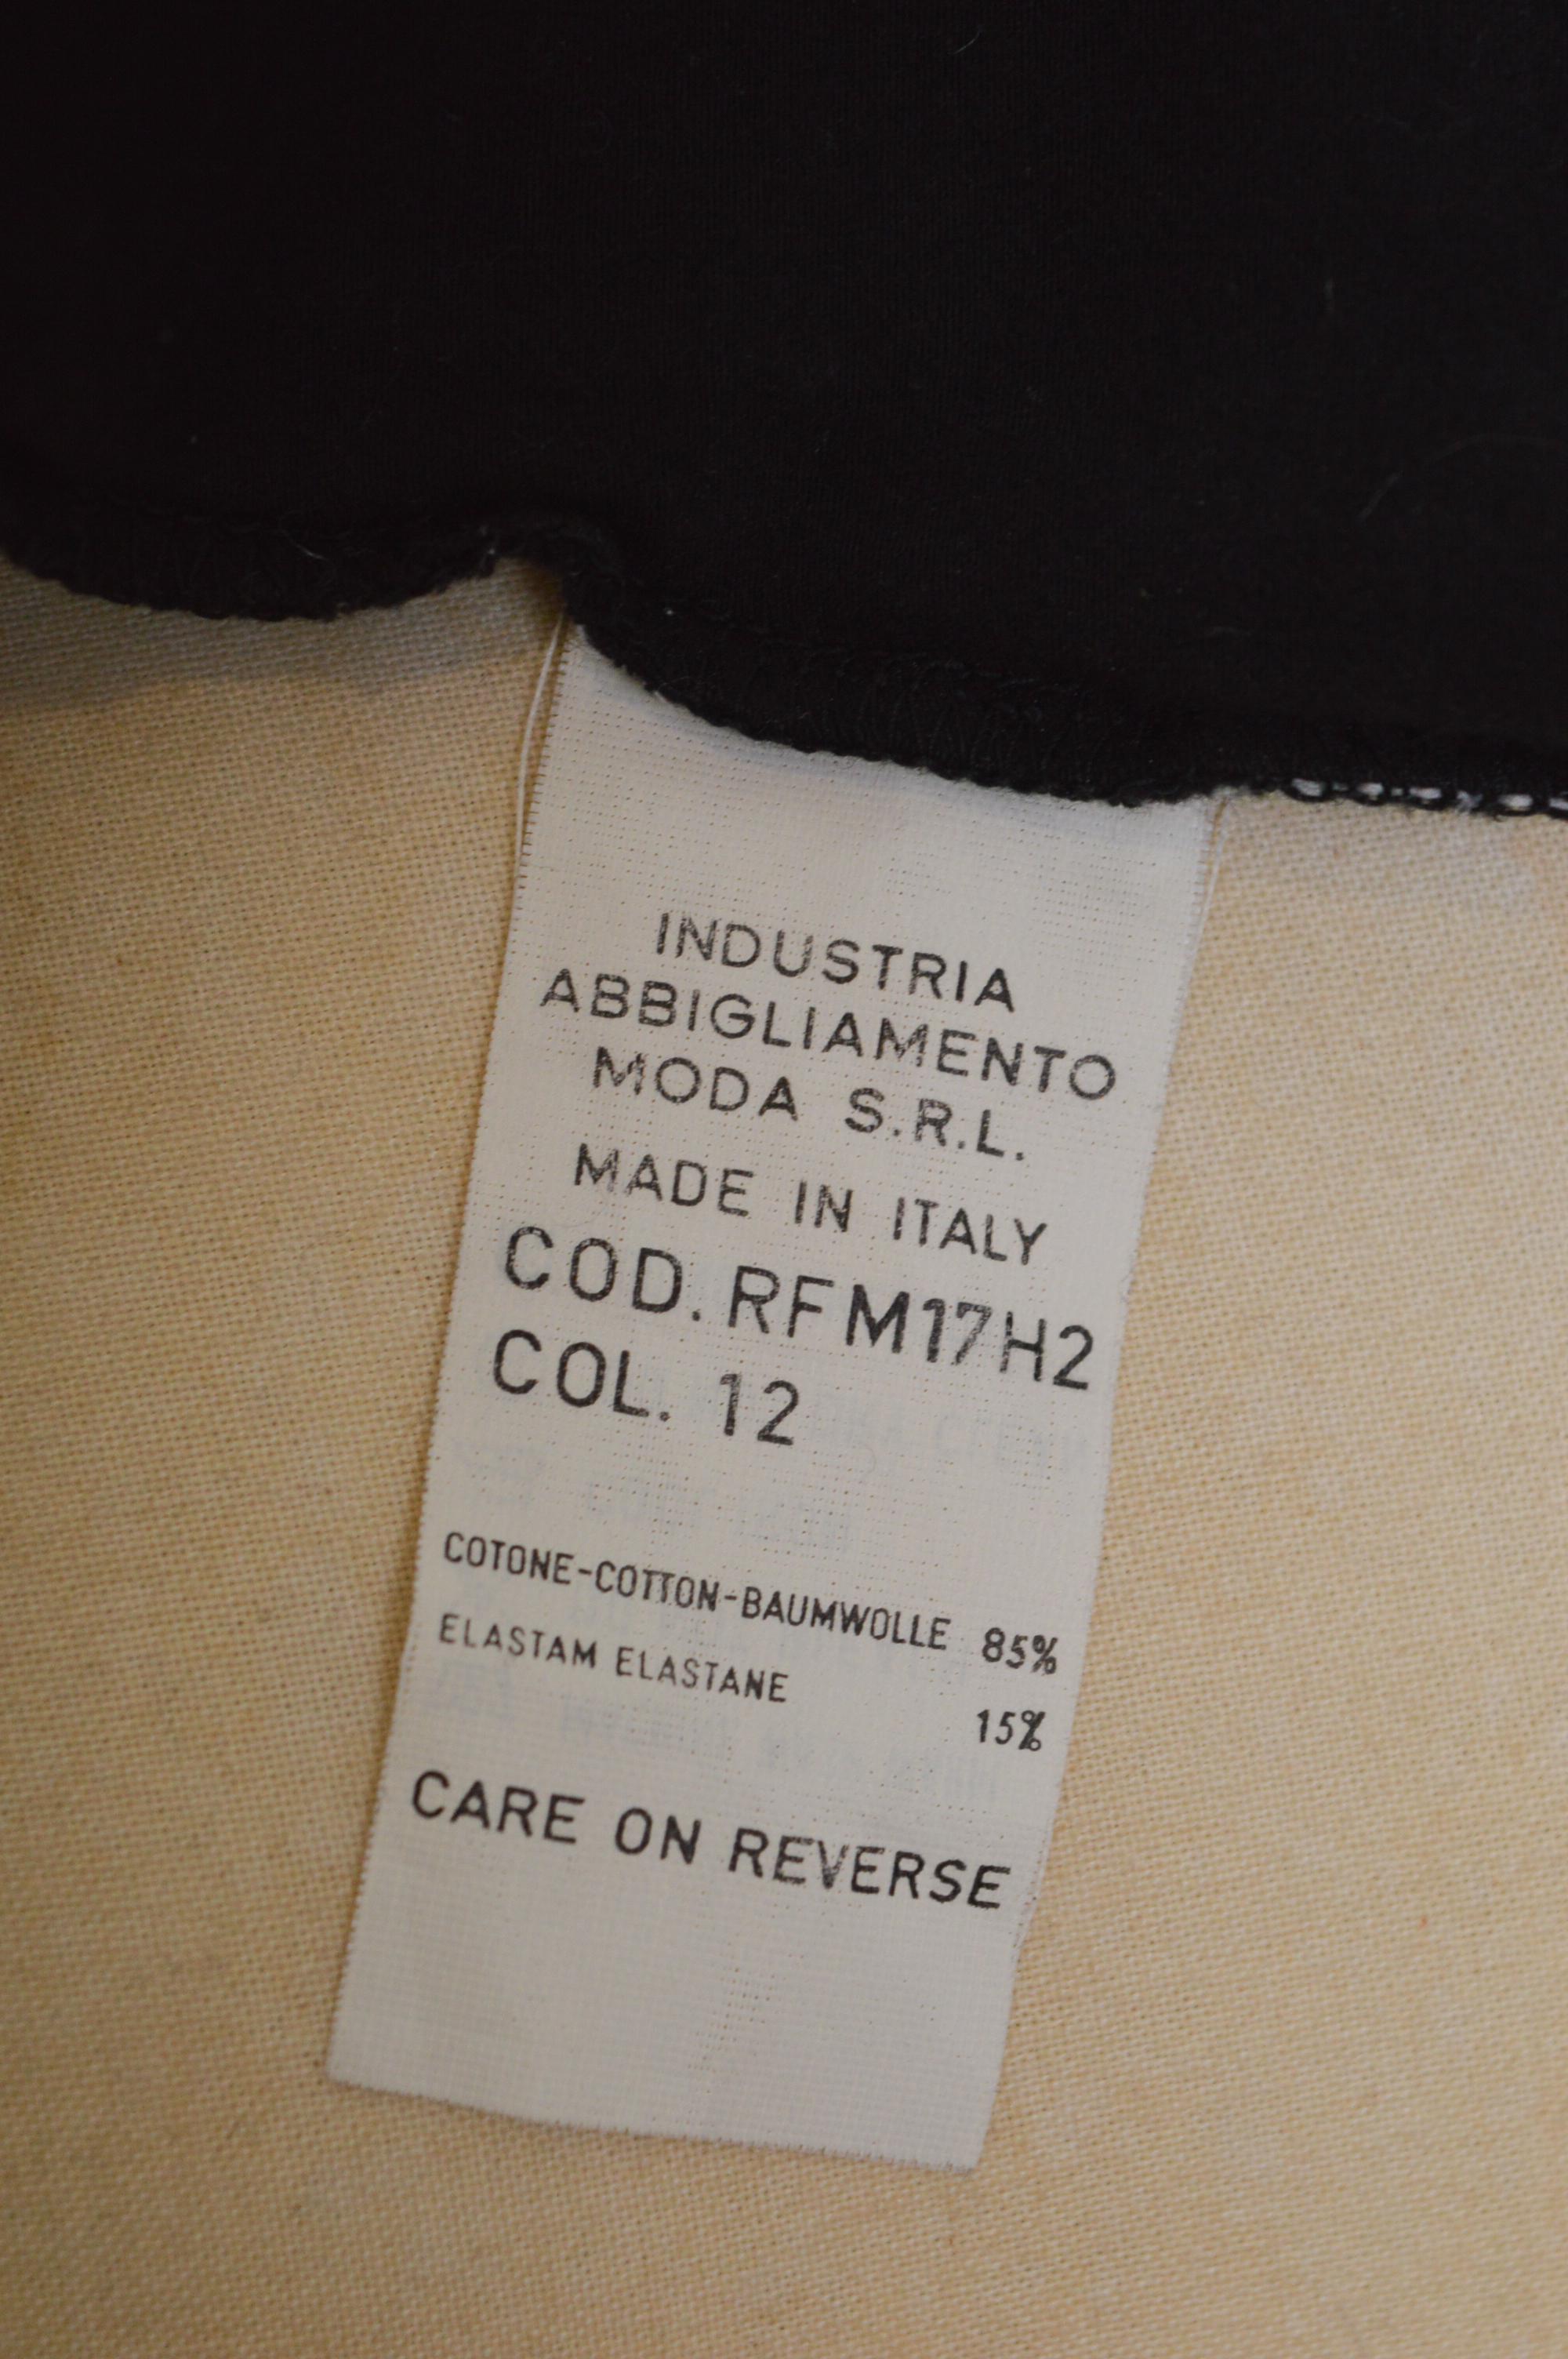 INDUSTRIA
ABBIGLIAMENTO
MODA S.R.L.
MADE IN ITALY
COD. RFM17H2
COL. 12
COTONE-COTTON-BAUMWOLLE 85%
ELASTAM ELASTANE 15%
CARE ON REVERSE